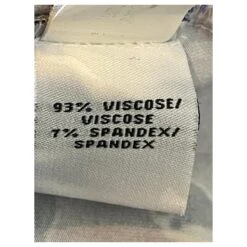 93% VISCOSE/
VISCOSE
7% SPANDEX/
SPANDEX